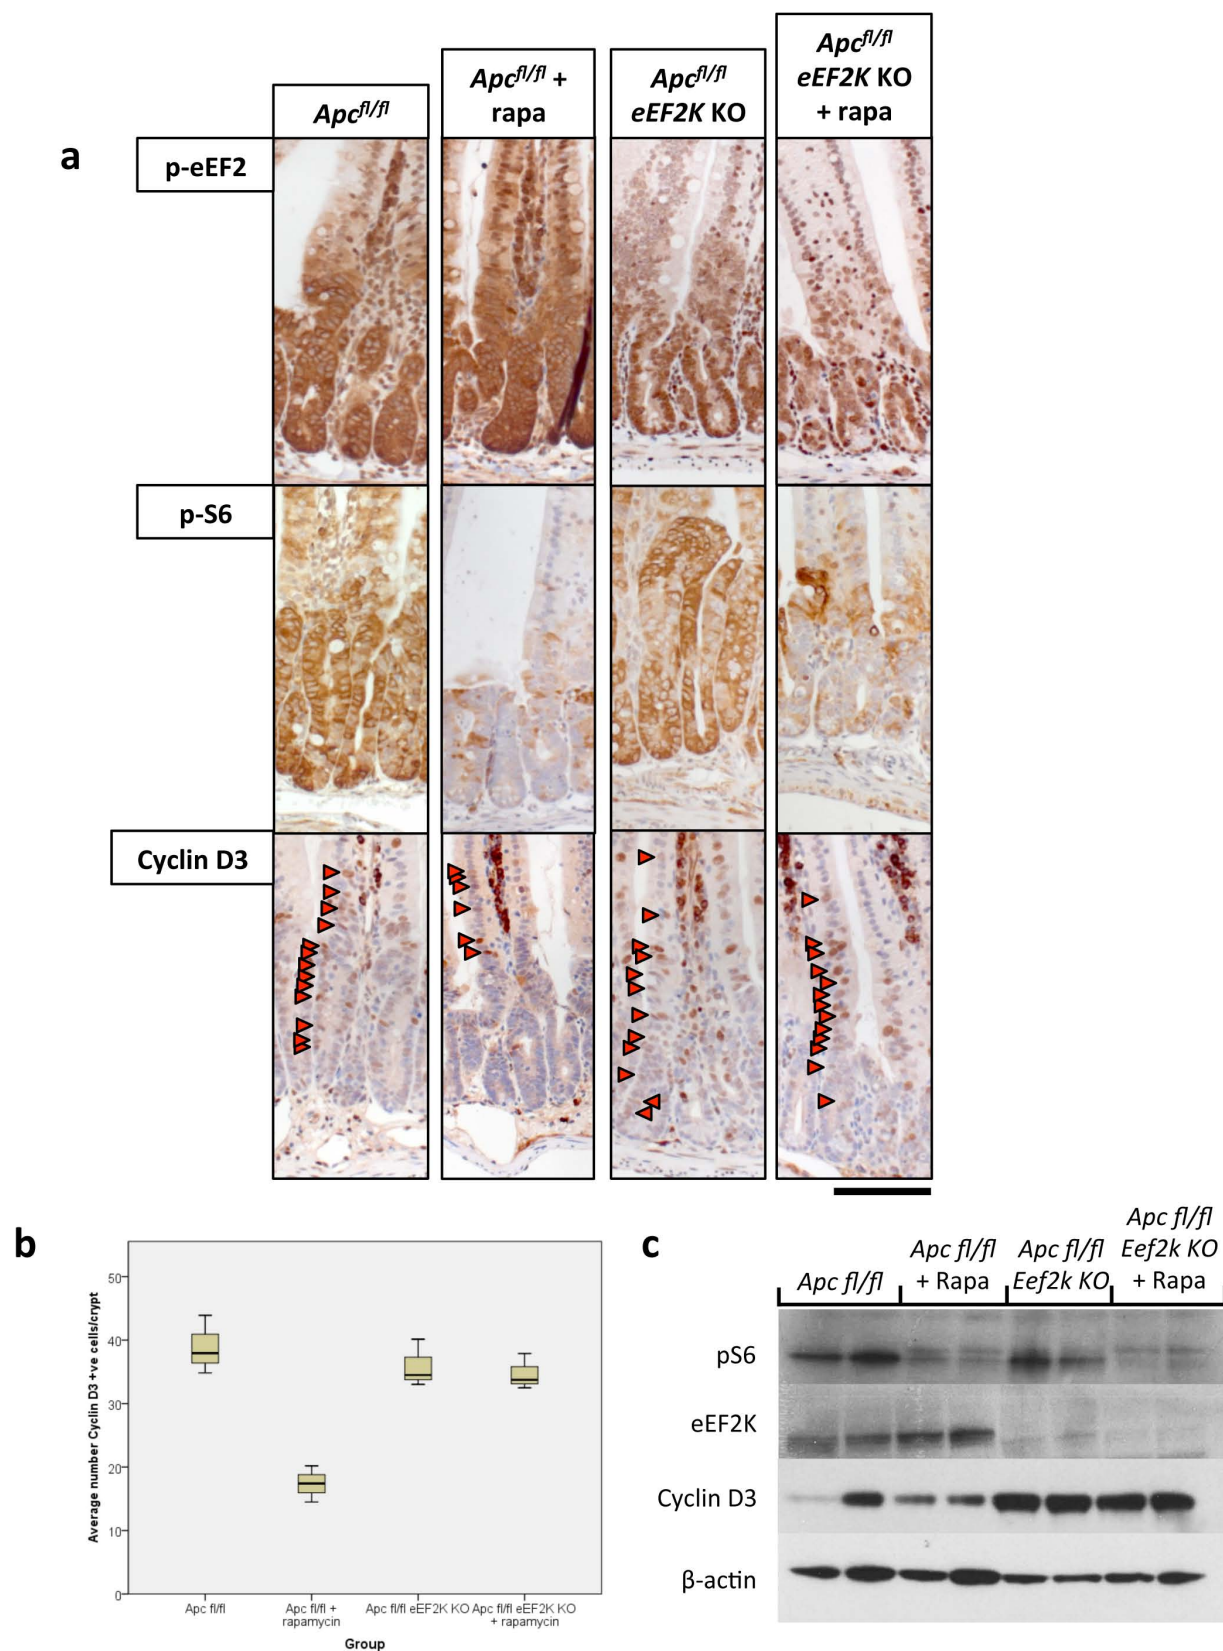 Apcfl/fl
Apcfl/fl +
rapa
Apcfl/fl
eEF2K KO
Apcfl/fl
eEF2K KO
+ rapa
a
p-eEF2
p-S6
Cyclin D3
b
Average number Cyclin D3 +ve cells/crypt
50
40
30
20
10
0
Apc fl/fl
Apc fl/fl +
rapamycin
Apc fl/fl eEF2K KO
Apc fl/fl eEF2K KO
+ rapamycin
Group
c
Apc fl/fl
Apc fl/fl
+ Rapa
Apc fl/fl
Eef2k KO
Apc fl/fl
Eef2k KO
+ Rapa
pS6
eEF2K
Cyclin D3
β-actin